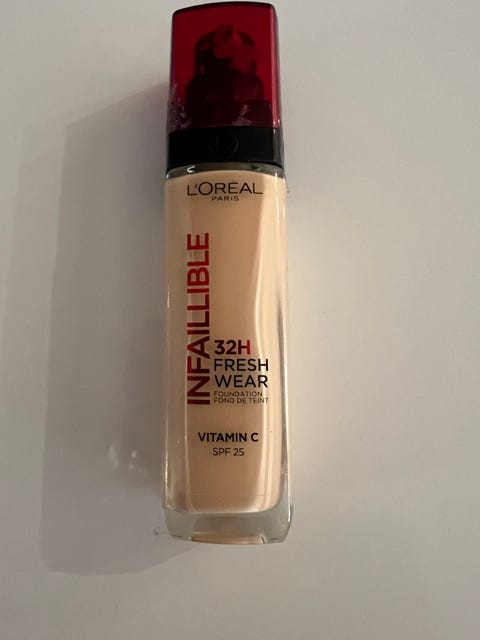 L'ORÉAL
PARIS
INFAILLIBLE
32H
FRESH
WEAR
FOUNDATION
FOND DE TEINT
VITAMIN C
SPF 25